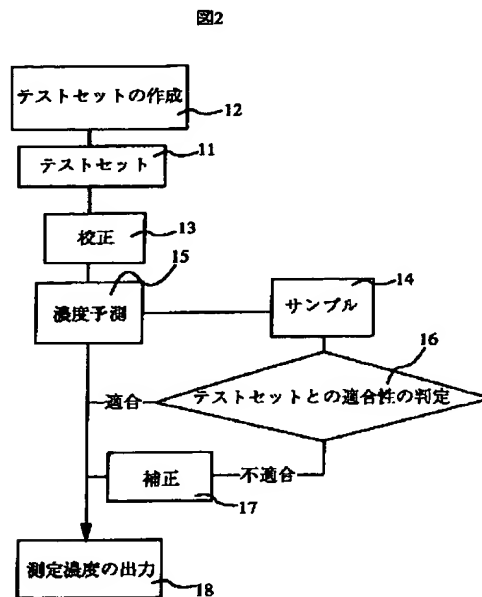 図2
テストセットの作成
12
テストセット
11
校正
13
15
濃度予測
サンプル
14
16
テストセットとの適合性の判定
適合
補正
不適合
17
測定濃度の出力
18